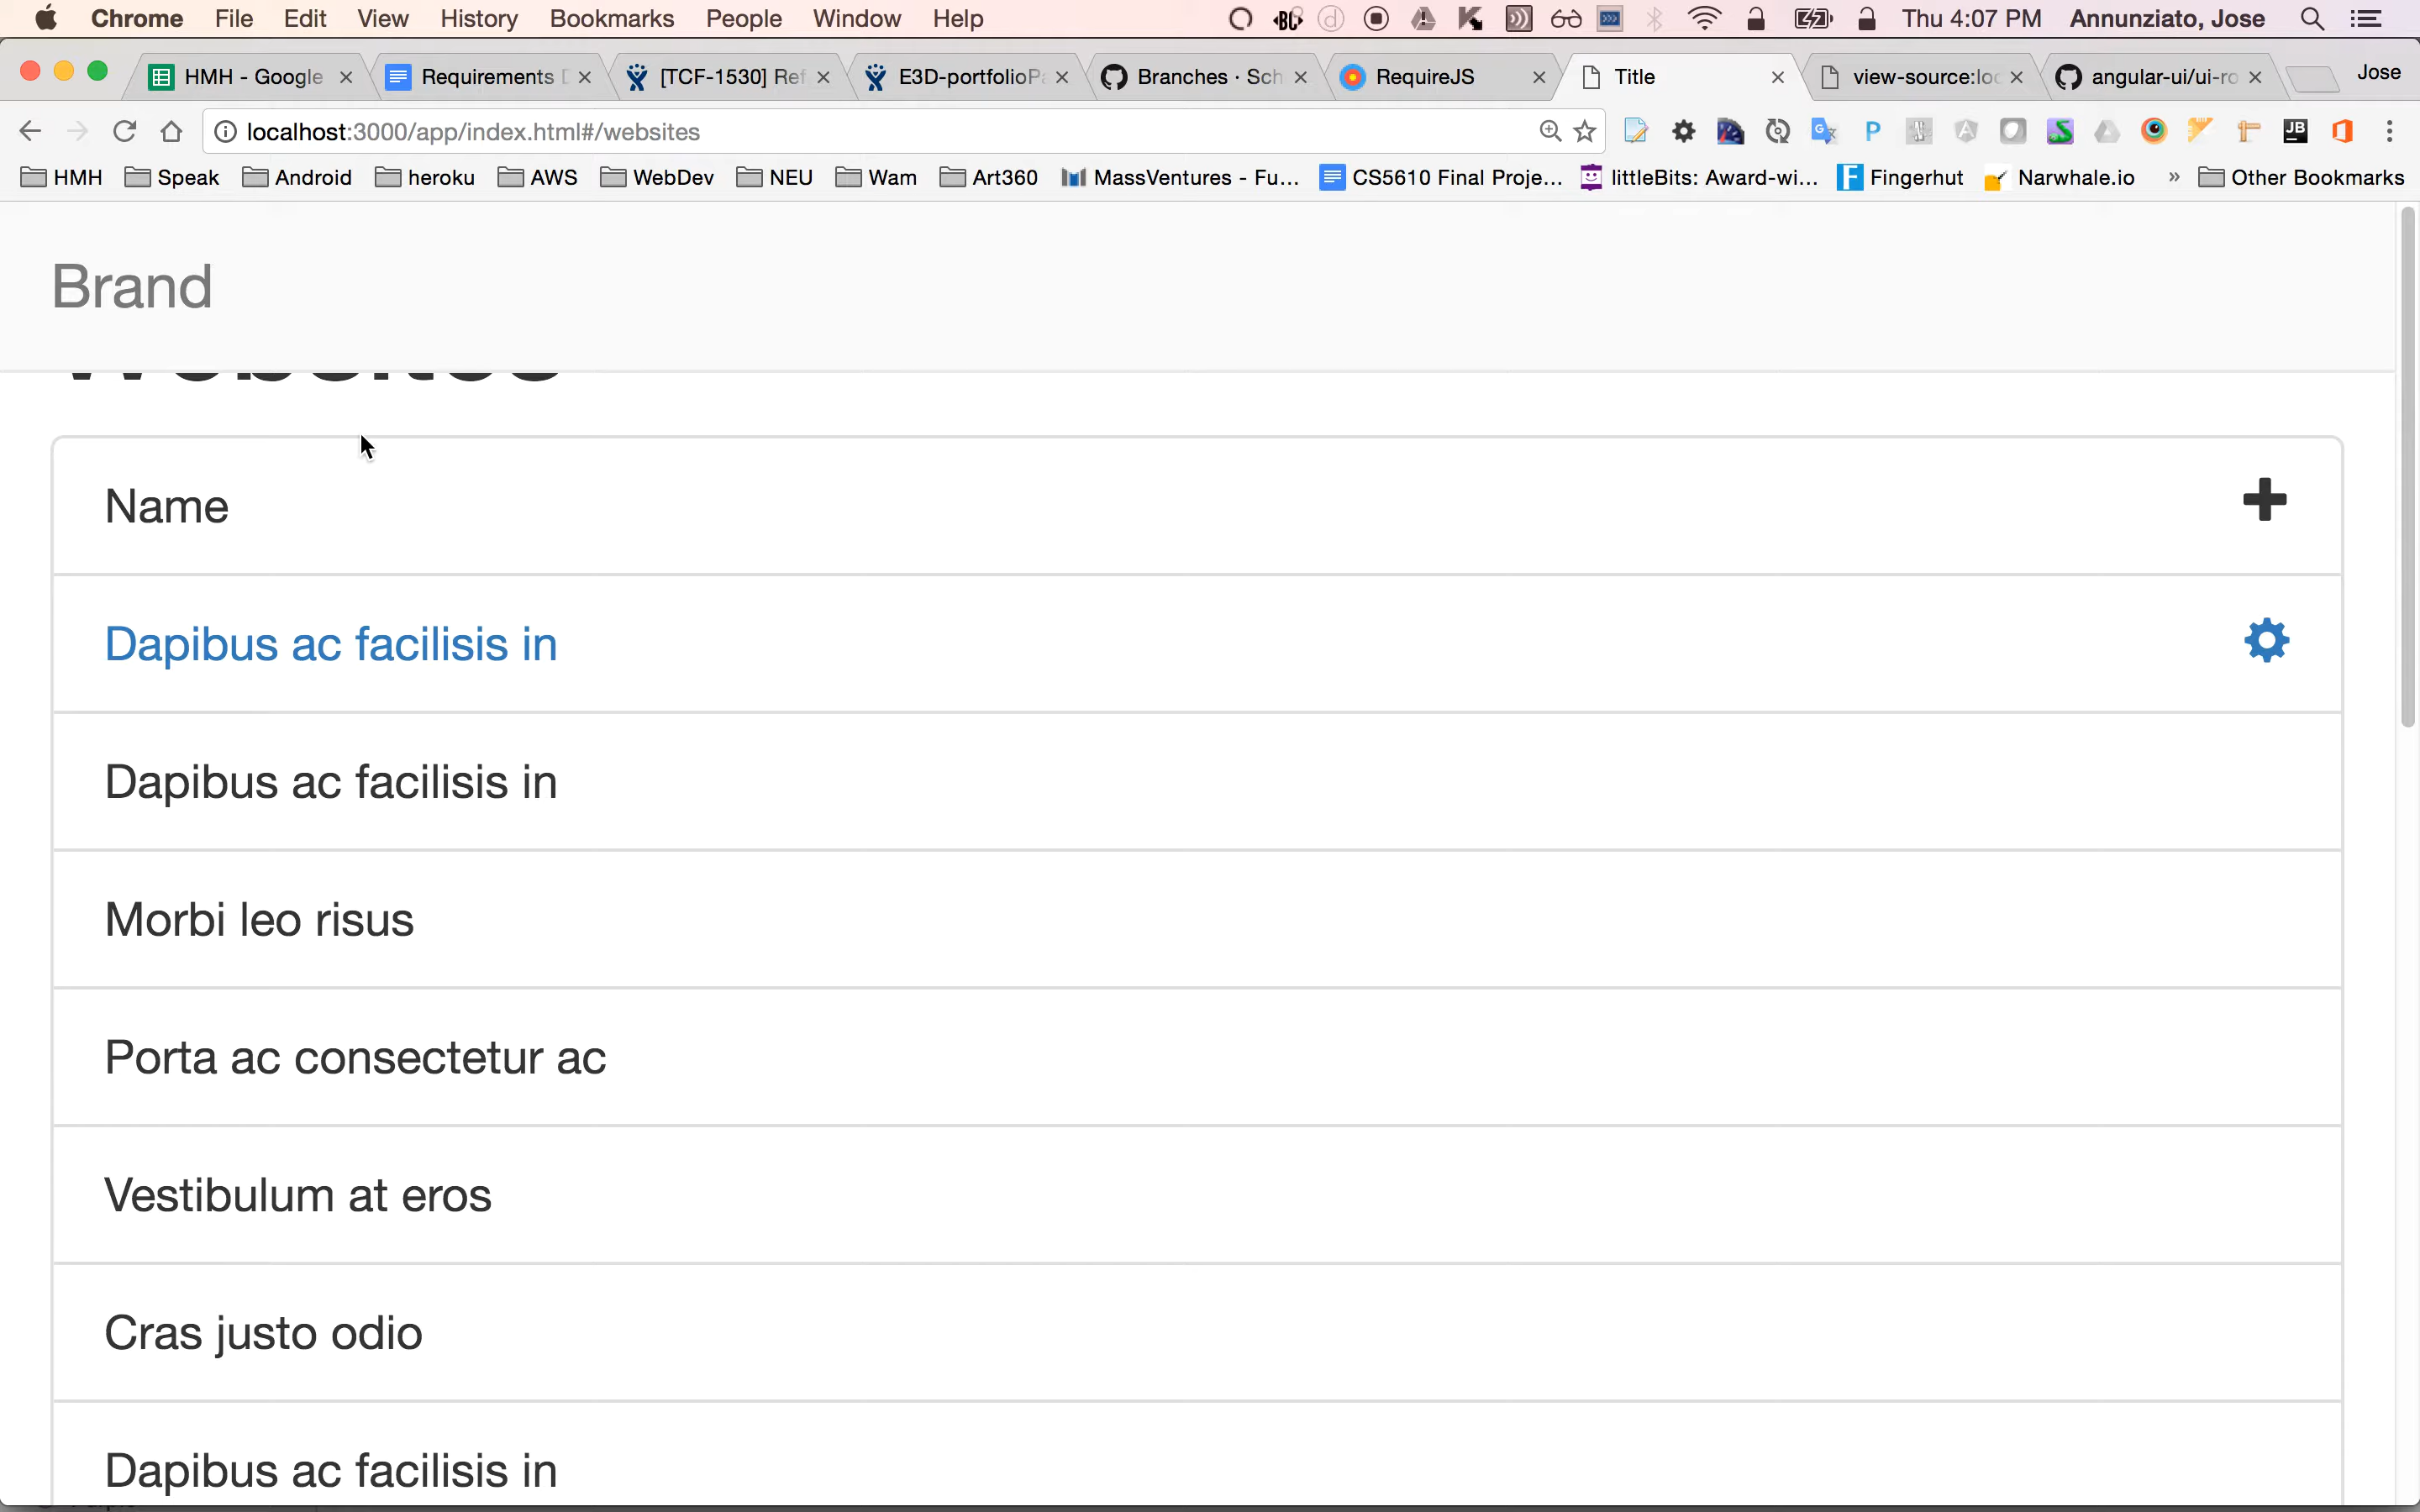 Chrome File Edit View History Bookmarks People Window Help Thu 4:07 PM Annunziato, Jose
HMH - Google Requirements [TCF-1530] Ref E3D-portfolioPa Branches · Sch RequireJS Title view-source:loc angular-ui/ui-ro Jose
localhost:3000/app/index.html#/websites
HMH Speak Android heroku AWS WebDev NEU Wam Art360 MassVentures - Fu... CS5610 Final Proje... littleBits: Award-wi... Fingerhut Narwhale.io » Other Bookmarks
Brand
Websites
Name
Dapibus ac facilisis in
Dapibus ac facilisis in
Morbi leo risus
Porta ac consectetur ac
Vestibulum at eros
Cras justo odio
Dapibus ac facilisis in